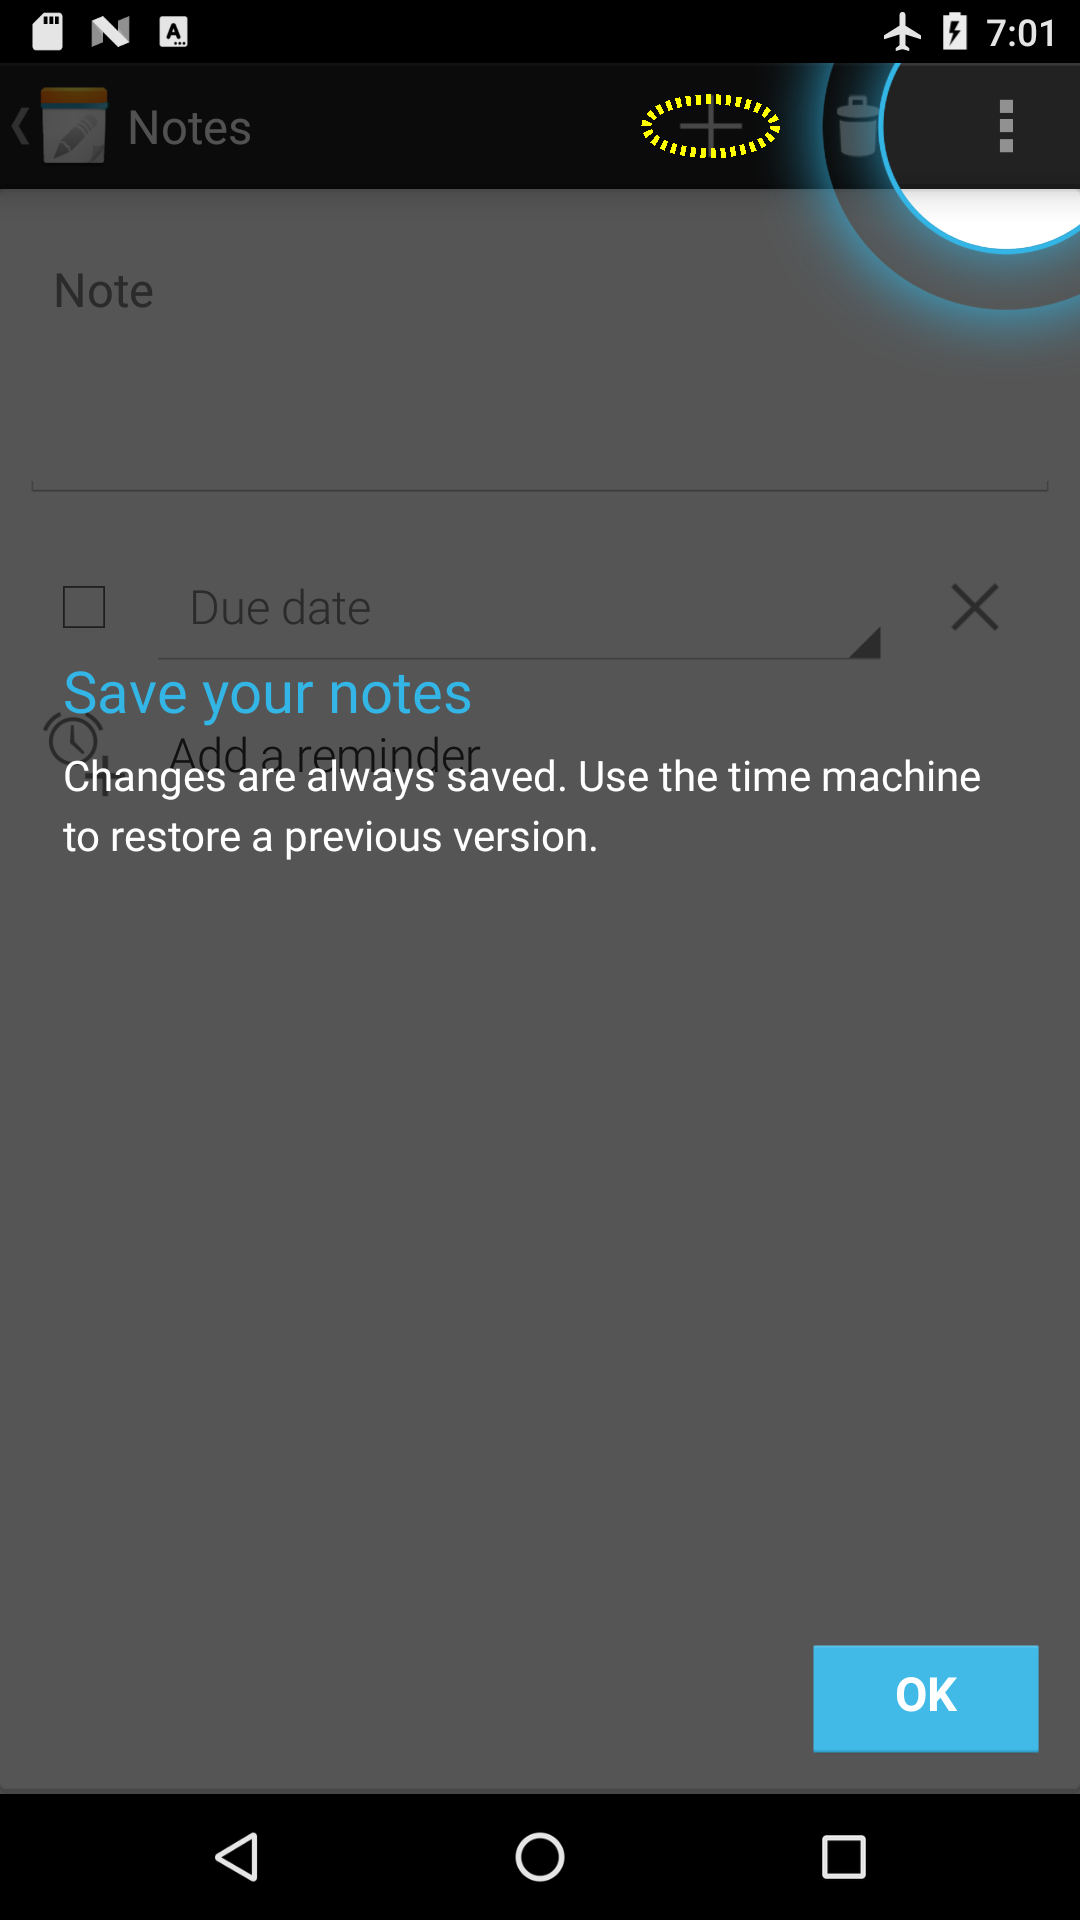 7:01
Notes
Note
Due date
Save your notes
Add a reminder
Changes are always saved. Use the time machine
to restore a previous version.
OK